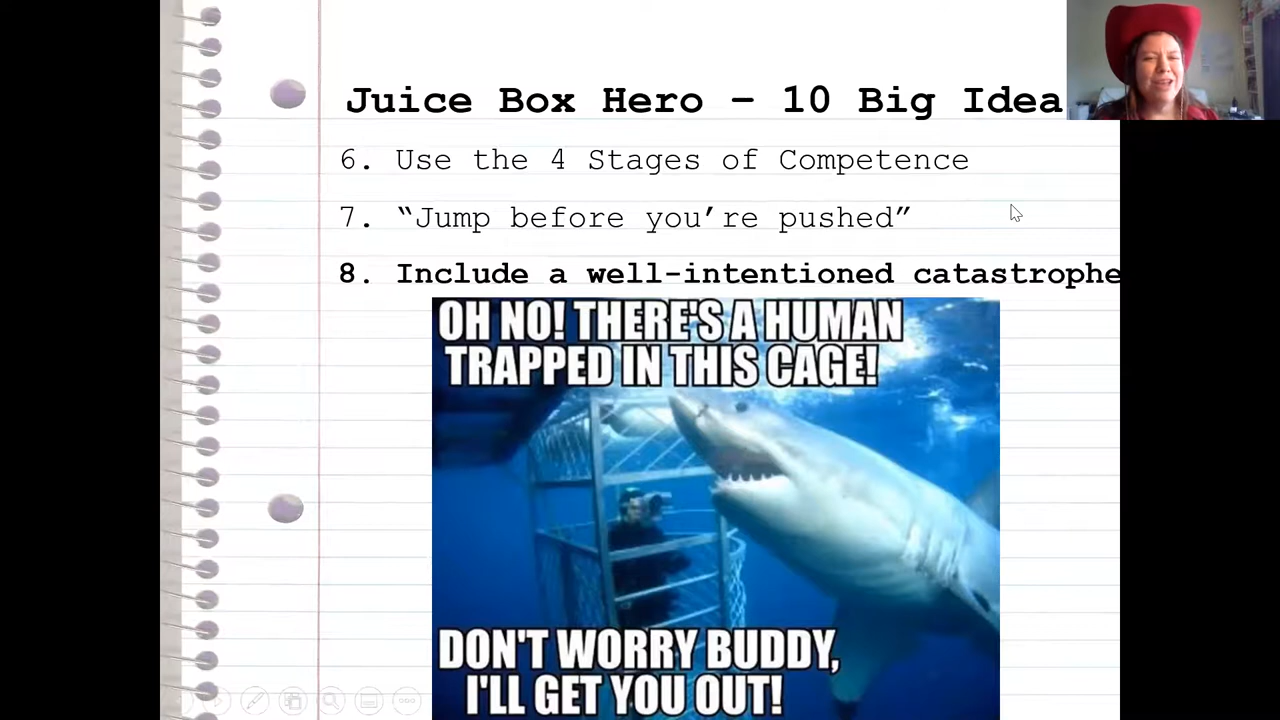 Juice Box Hero – 10 Big Idea
6. Use the 4 Stages of Competence
7. “Jump before you’re pushed”
8. Include a well-intentioned catastrophe
OH NO! THERE'S A HUMAN
TRAPPED IN THIS CAGE!
DON'T WORRY BUDDY,
I'LL GET YOU OUT!